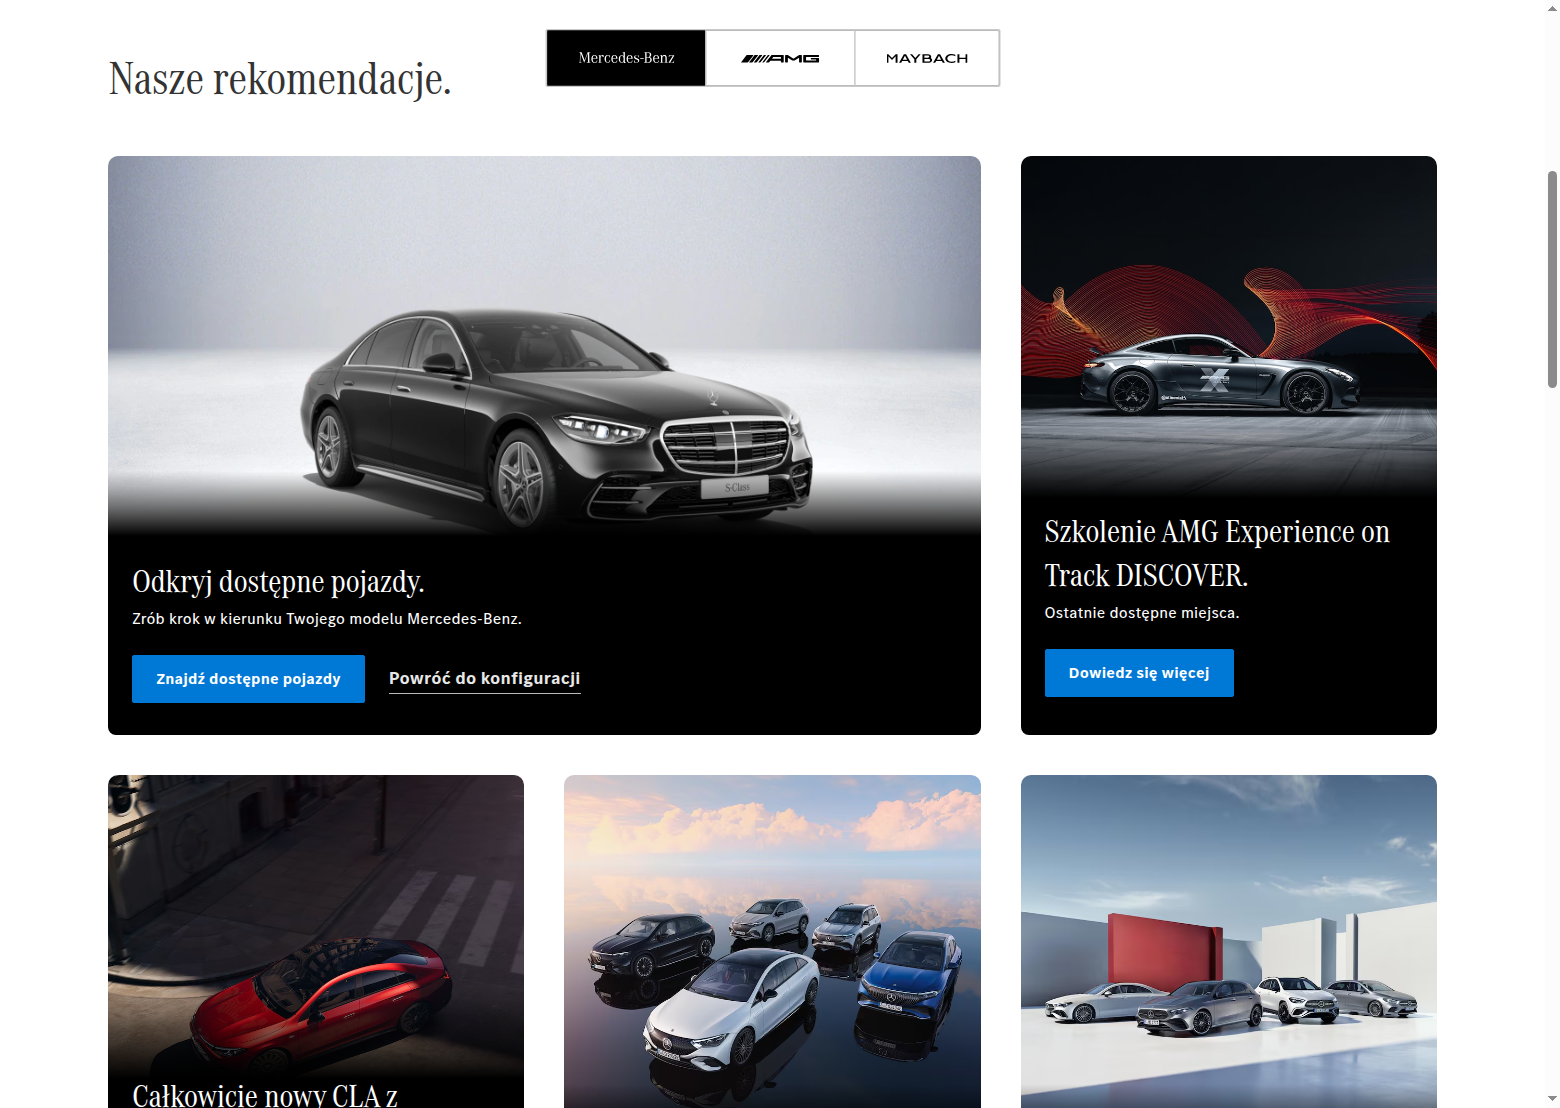 Nasze rekomendacje.
Mercedes-Benz
AMG
MAYBACH
S-Class
Odkryj dostępne pojazdy.
Zrób krok w kierunku Twojego modelu Mercedes-Benz.
Znajdź dostępne pojazdy
Powróć do konfiguracji
Szkolenie AMG Experience on
Track DISCOVER.
Ostatnie dostępne miejsca.
Dowiedz się więcej
Całkowicie nowy CLA z